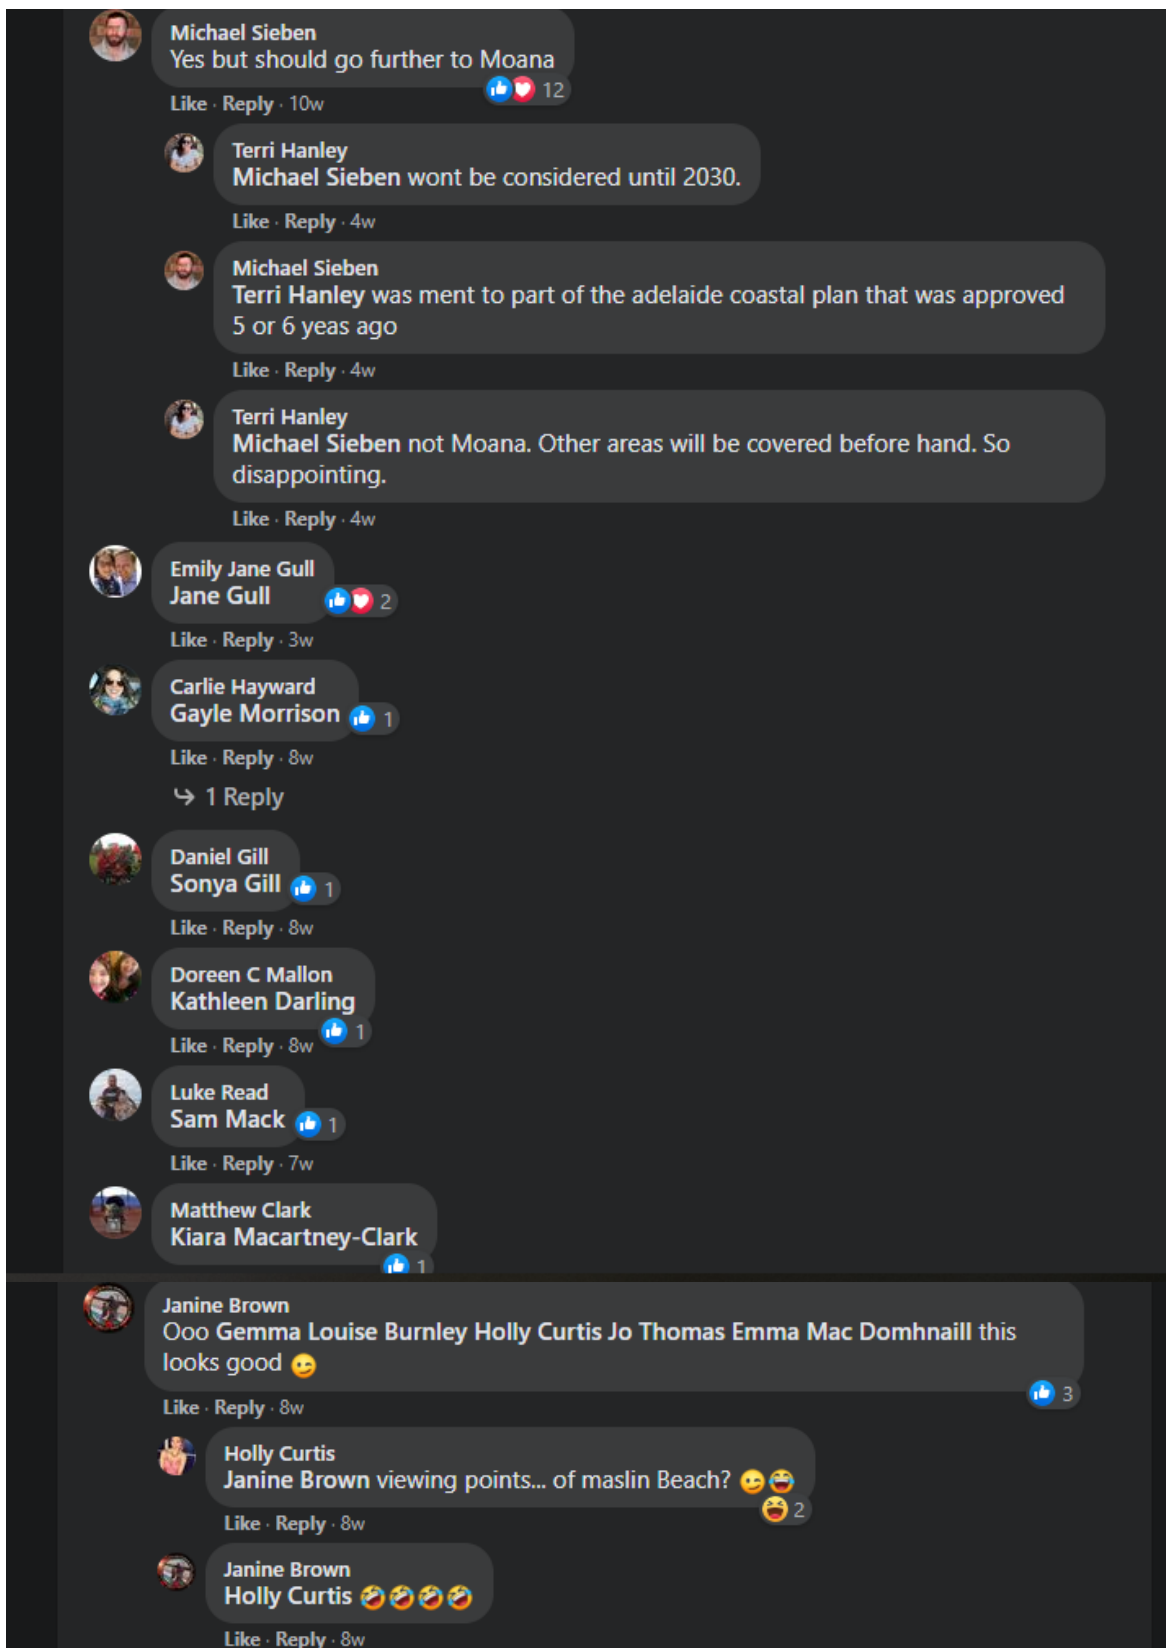 Michael Sieben
Yes but should go further to Moana
12
Like · Reply · 10w
Terri Hanley
Michael Sieben wont be considered until 2030.
Like · Reply · 4w
Michael Sieben
Terri Hanley was ment to part of the adelaide coastal plan that was approved
5 or 6 yeas ago
Like · Reply · 4w
Terri Hanley
Michael Sieben not Moana. Other areas will be covered before hand. So
disappointing.
Like · Reply · 4w
Emily Jane Gull
Jane Gull
2
Like · Reply · 3w
Carlie Hayward
Gayle Morrison
1
Like · Reply · 8w
1 Reply
Daniel Gill
Sonya Gill
1
Like · Reply · 8w
Doreen C Mallon
Kathleen Darling
1
Like · Reply · 8w
Luke Read
Sam Mack
1
Like · Reply · 7w
Matthew Clark
Kiara Macartney-Clark
1
Janine Brown
Ooo Gemma Louise Burnley Holly Curtis Jo Thomas Emma Mac Domhnaill this
looks good 😉
3
Like · Reply · 8w
Holly Curtis
Janine Brown viewing points... of maslin Beach? 😉😂
2
Like · Reply · 8w
Janine Brown
Holly Curtis 🤣🤣🤣🤣
Like · Reply · 8w